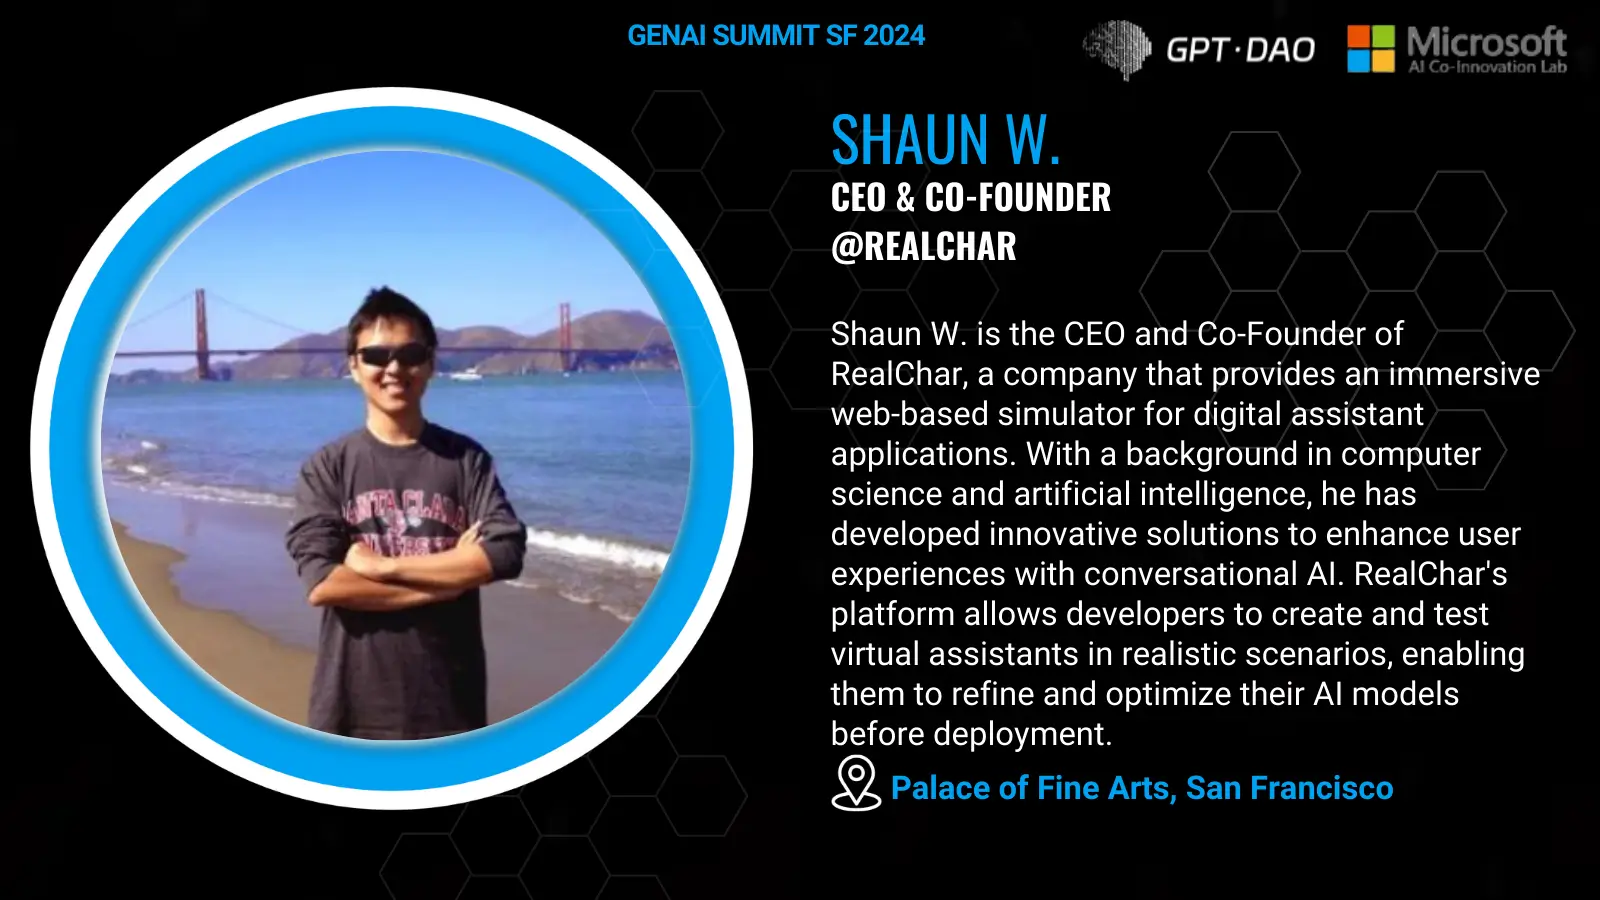 GENAI SUMMIT SF 2024
GPT·DAO
Microsoft
AI Co-Innovation Lab
SHAUN W.
CEO & CO-FOUNDER
@REALCHAR
Shaun W. is the CEO and Co-Founder of
RealChar, a company that provides an immersive
web-based simulator for digital assistant
applications. With a background in computer
science and artificial intelligence, he has
developed innovative solutions to enhance user
experiences with conversational AI. RealChar's
platform allows developers to create and test
virtual assistants in realistic scenarios, enabling
them to refine and optimize their AI models
before deployment.
Palace of Fine Arts, San Francisco